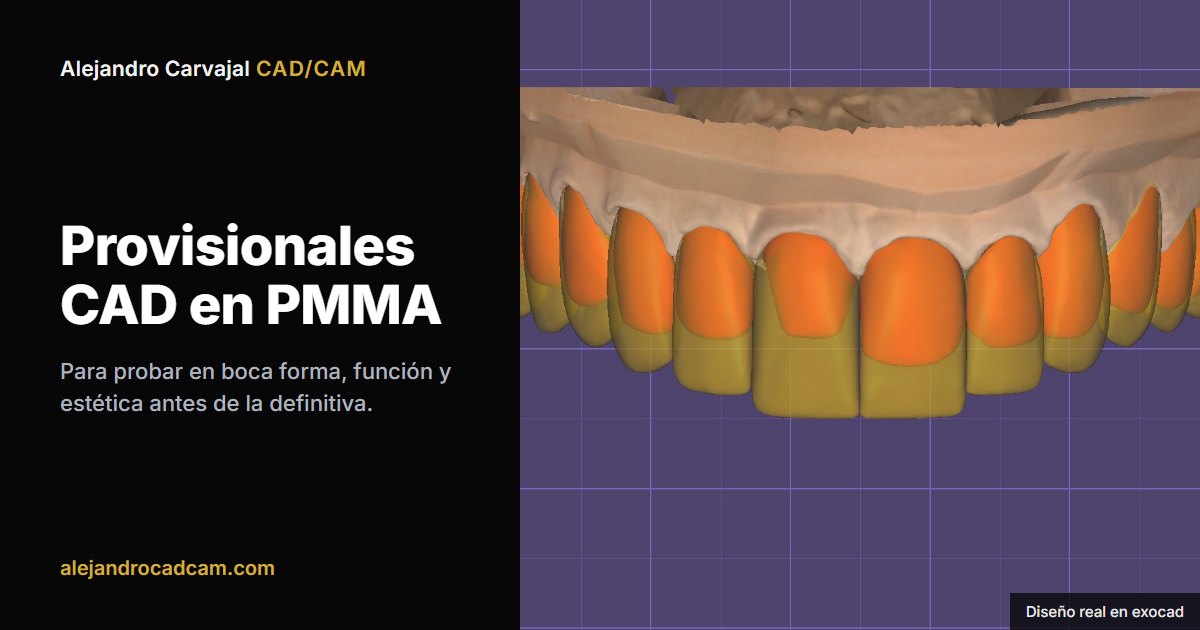 Alejandro Carvajal CAD/CAM
Provisionales
CAD en PMMA
Para probar en boca forma, función y
estética antes de la definitiva.
alejandrocadcam.com
Diseño real en exocad